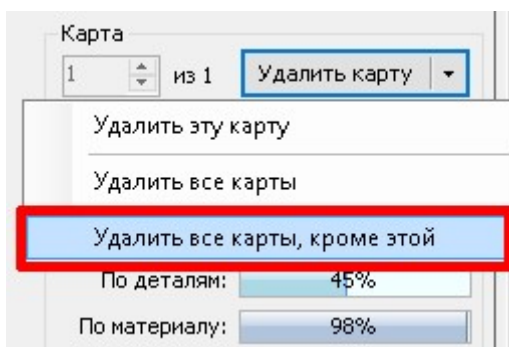 Карта
1 из 1 Удалить карту
Удалить эту карту
Удалить все карты
Удалить все карты, кроме этой
По деталям: 45%
По материалу: 98%